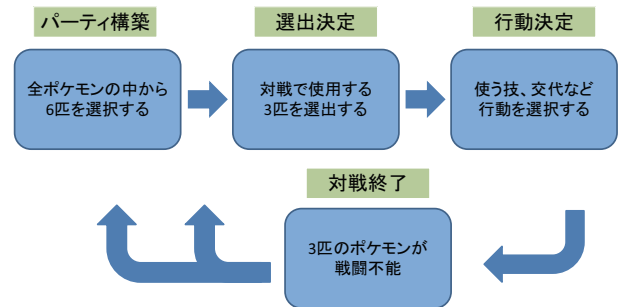 パーティ構築
選出決定
行動決定
全ポケモンの中から
6匹を選択する
対戦で使用する
3匹を選出する
使う技、交代など
行動を選択する
対戦終了
3匹のポケモンが
戦闘不能